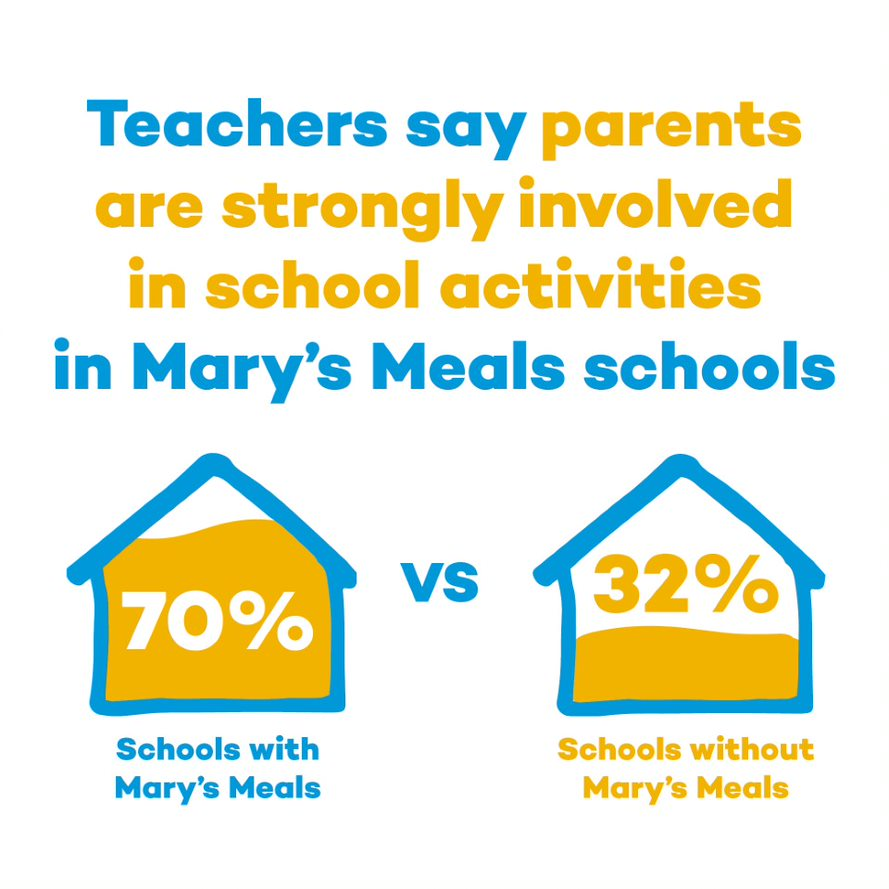 Teachers say parents
are strongly involved
in school activities
in Mary’s Meals schools
70%
vs
32%
Schools with
Mary’s Meals
Schools without
Mary’s Meals